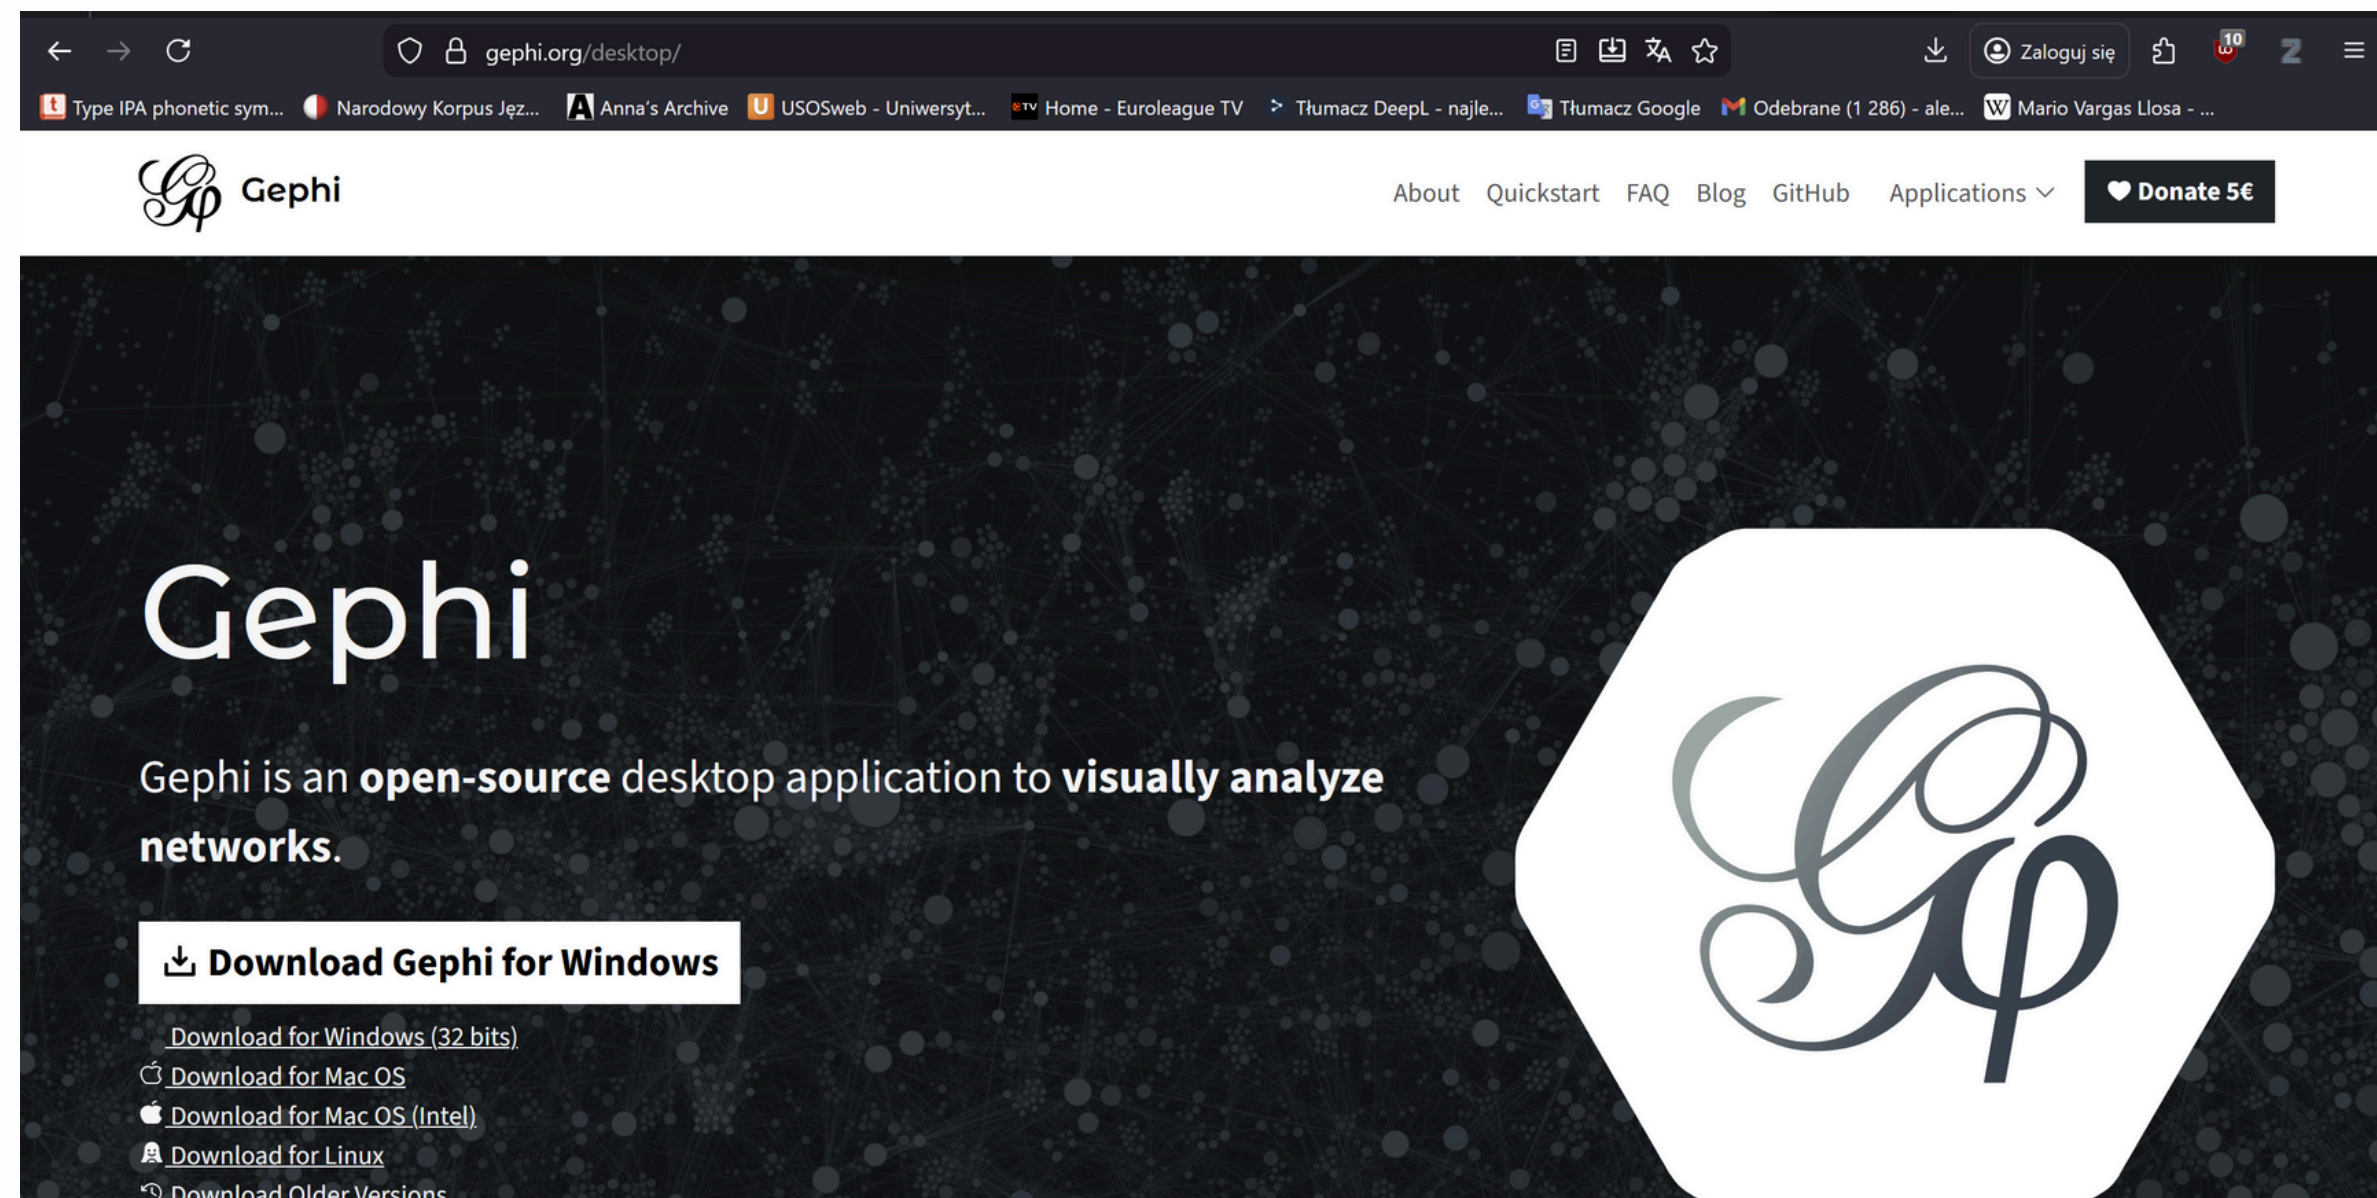 gephi.org/desktop/
Zaloguj się
10
Type IPA phonetic sym...
Narodowy Korpus Jęz...
Anna's Archive
USOSweb - Uniwersyt...
Home - Euroleague TV
Tłumacz DeepL - najle...
Tłumacz Google
Odebrane (1 286) - ale...
Mario Vargas Llosa - ...
Gephi
About
Quickstart
FAQ
Blog
GitHub
Applications
Donate 5€
Gephi
Gephi is an open-source desktop application to visually analyze
networks.
Download Gephi for Windows
Download for Windows (32 bits)
Download for Mac OS
Download for Mac OS (Intel)
Download for Linux
Download Older Versions